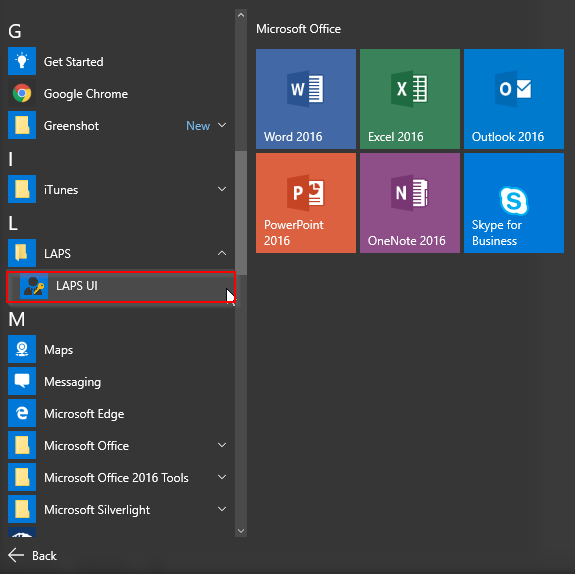 G
Get Started
Google Chrome
Greenshot New
I
iTunes
L
LAPS
LAPS UI
M
Maps
Messaging
Microsoft Edge
Microsoft Office
Microsoft Office 2016 Tools
Microsoft Silverlight
Back
Microsoft Office
W
Word 2016
X
Excel 2016
O
Outlook 2016
P
PowerPoint
2016
N
OneNote 2016
S
Skype for
Business